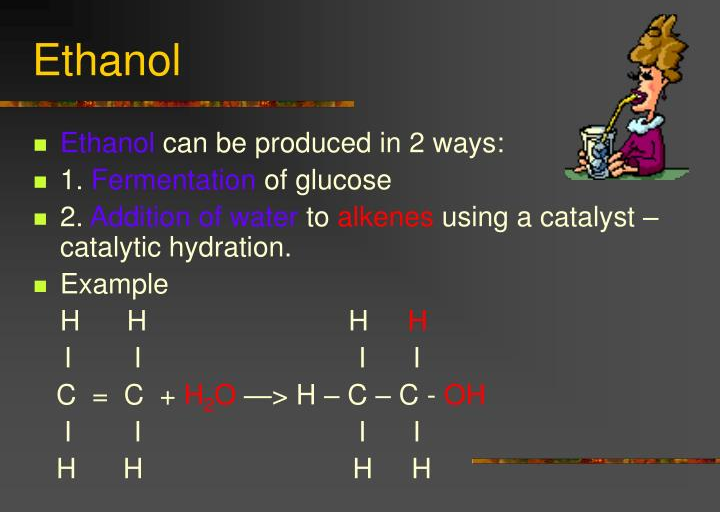 Ethanol
Ethanol can be produced in 2 ways:
1. Fermentation of glucose
2. Addition of water to alkenes using a catalyst –
catalytic hydration.
Example
H H H H
I I I I
C = C + H₂O —> H – C – C - OH
I I I I
H H H H